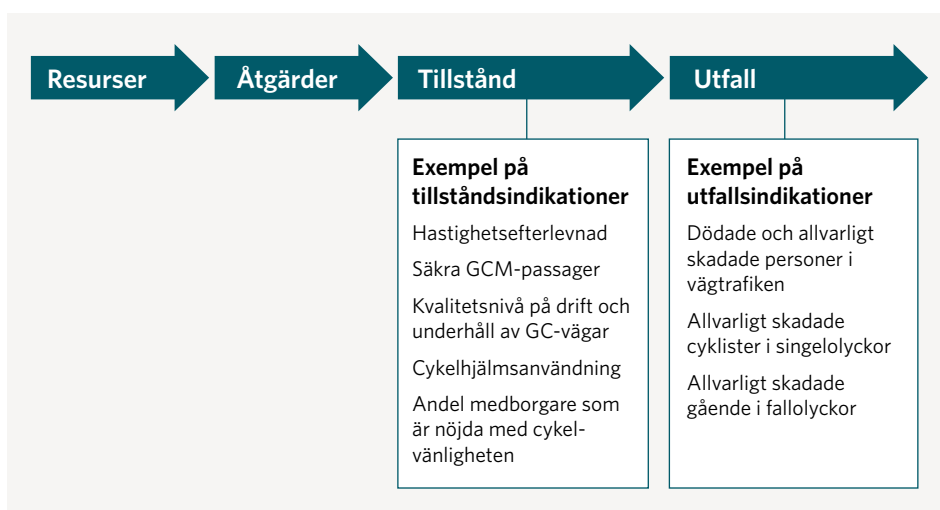 Resurser
Åtgärder
Tillstånd
Utfall
Exempel på
tillståndsindikationer
Hastighetsefterlevnad
Säkra GCM-passager
Kvalitetsnivå på drift och
underhåll av GC-vägar
Cykelhjälmsanvändning
Andel medborgare som
är nöjda med cykel-
vänligheten
Exempel på
utfallsindikationer
Dödade och allvarligt
skadade personer i
vägtrafiken
Allvarligt skadade
cyklister i singelolyckor
Allvarligt skadade
gående i fallolyckor